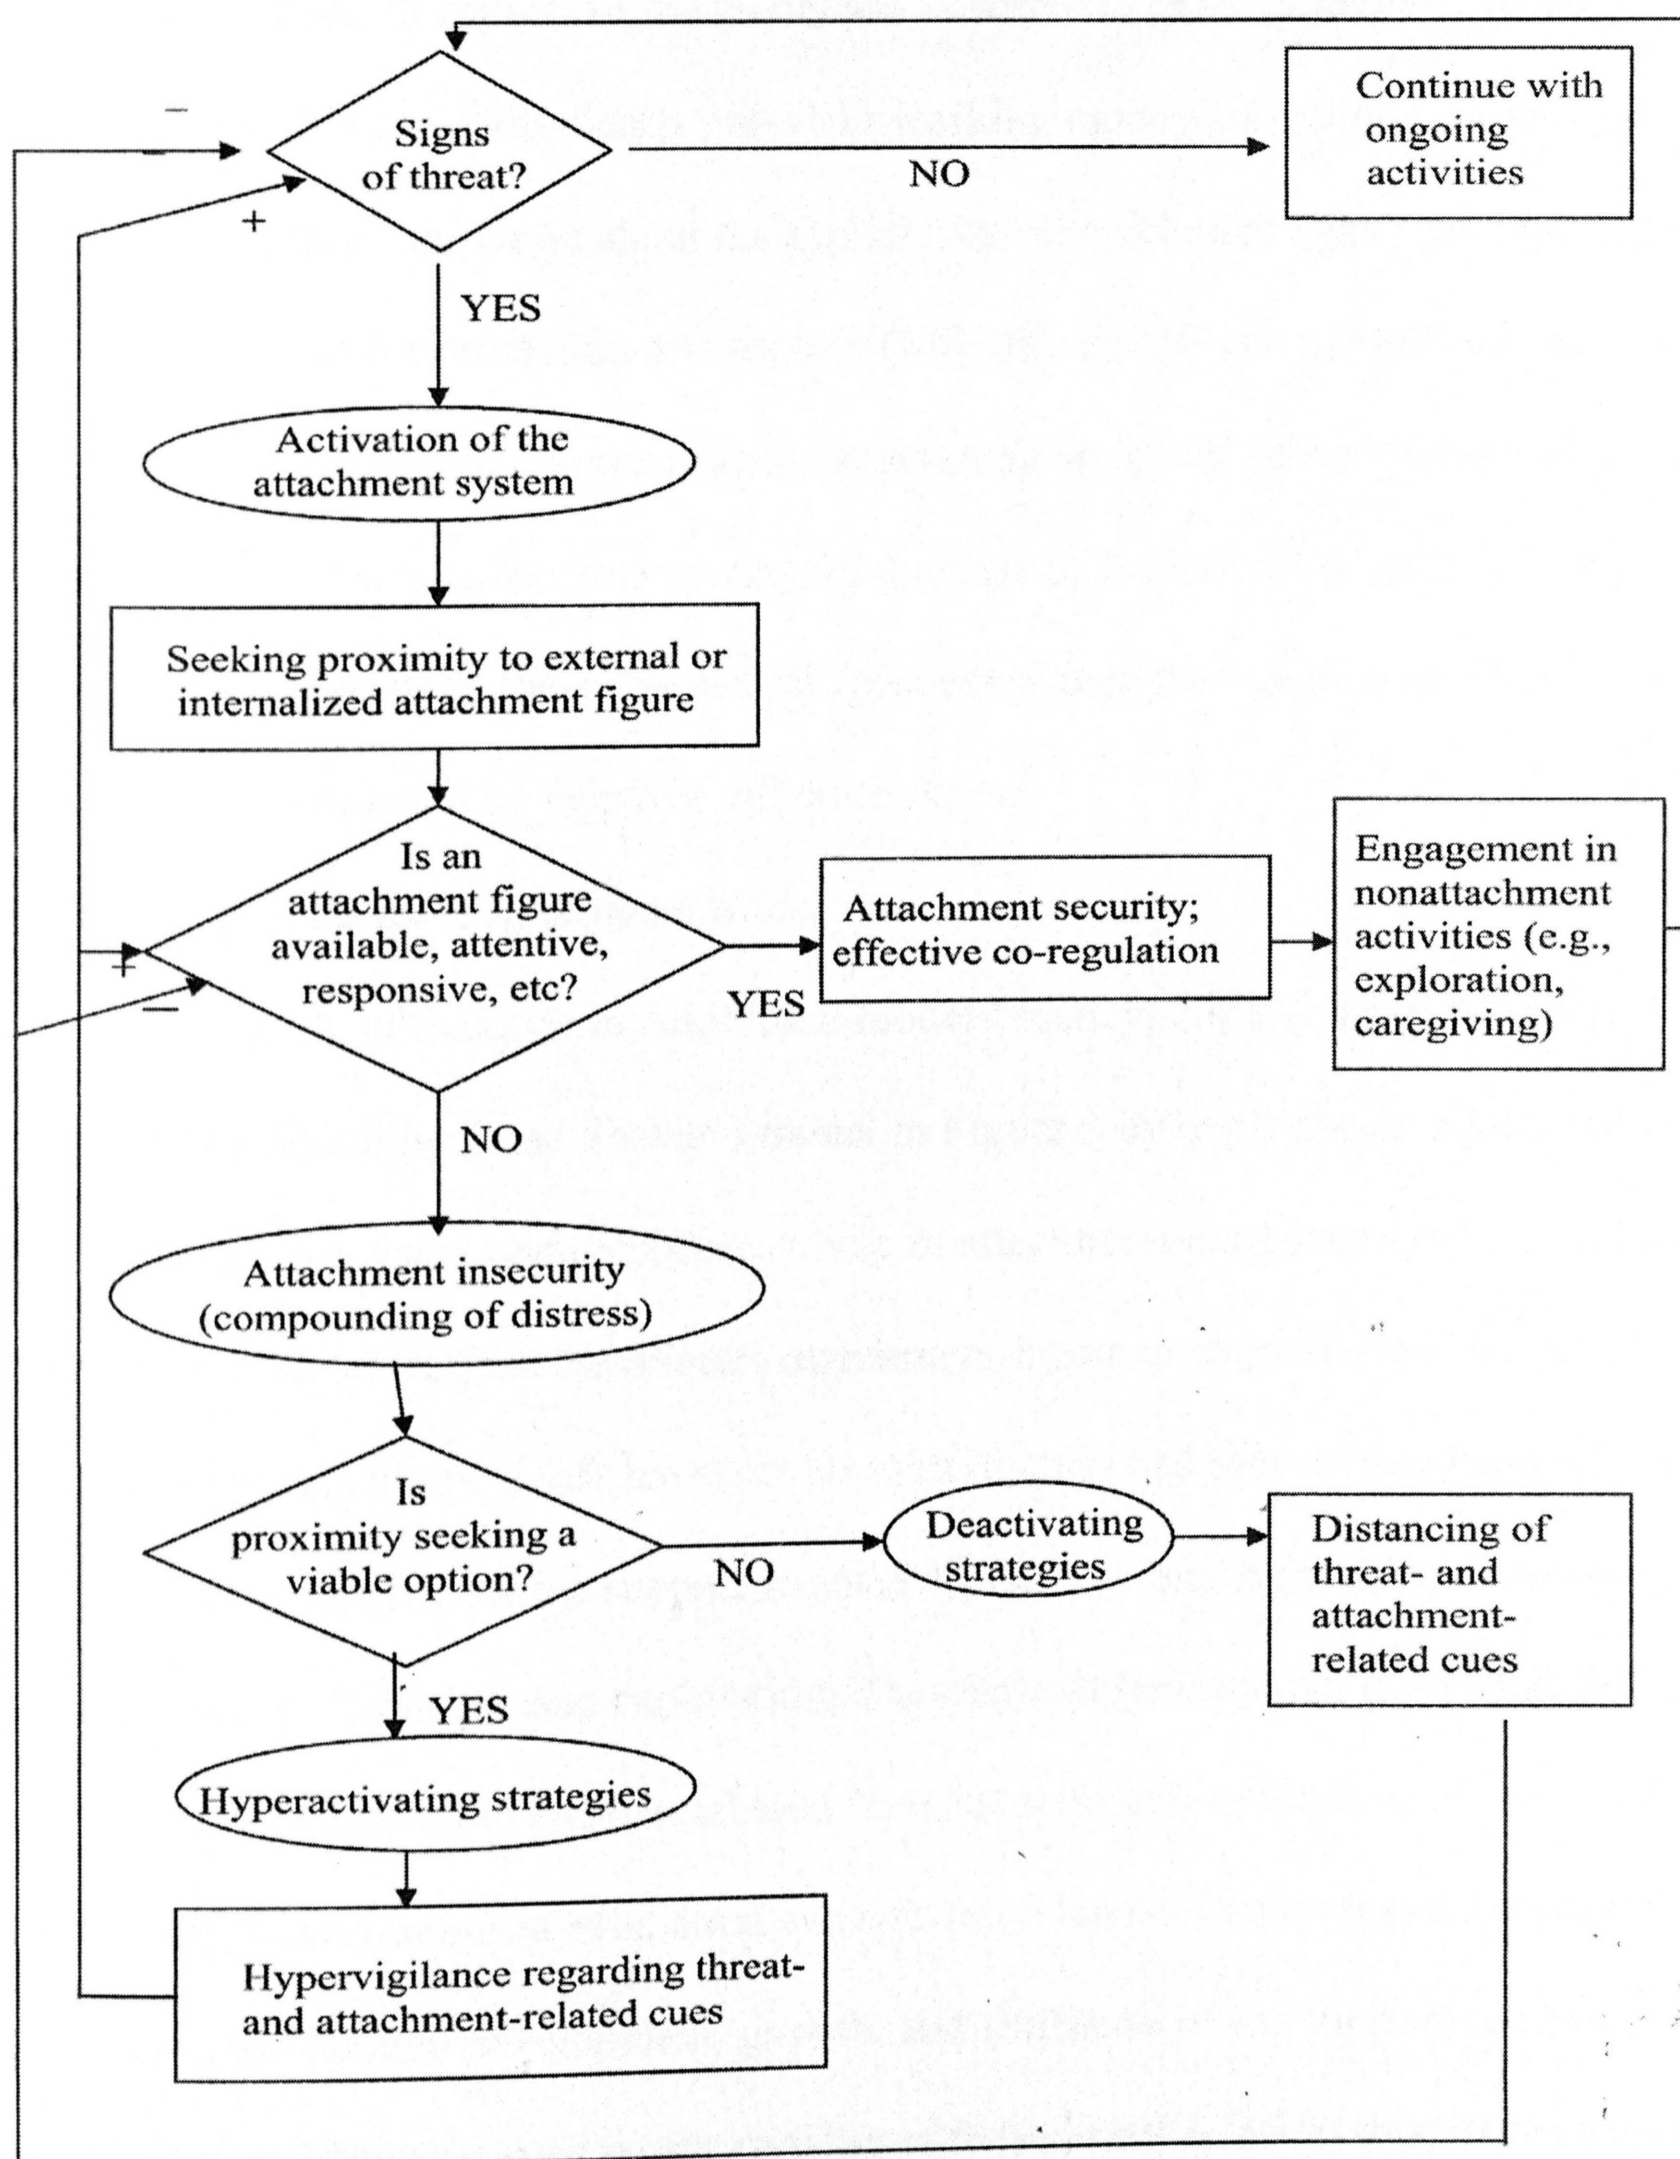 Signs
of threat?
NO
Continue with
ongoing
activities
–
–
+
YES
Activation of the
attachment system
Seeking proximity to external or
internalized attachment figure
Is an
attachment figure
available, attentive,
responsive, etc?
+
–
YES
Attachment security;
effective co-regulation
Engagement in
nonattachment
activities (e.g.,
exploration,
caregiving)
NO
Attachment insecurity
(compounding of distress)
Is
proximity seeking a
viable option?
NO
Deactivating
strategies
Distancing of
threat- and
attachment-
related cues
YES
Hyperactivating strategies
Hypervigilance regarding threat-
and attachment-related cues